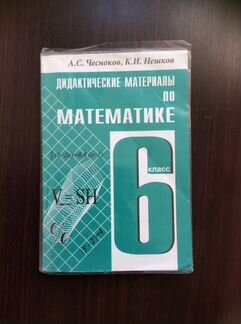 А.С. Чесноков, К.И. Нешков
ДИДАКТИЧЕСКИЕ МАТЕРИАЛЫ
ПО
МАТЕМАТИКЕ
6
класс
V = SH